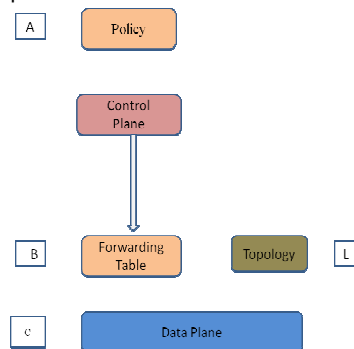 A
Policy
Control
Plane
B
Forwarding
Table
Topology
L
c
Data Plane